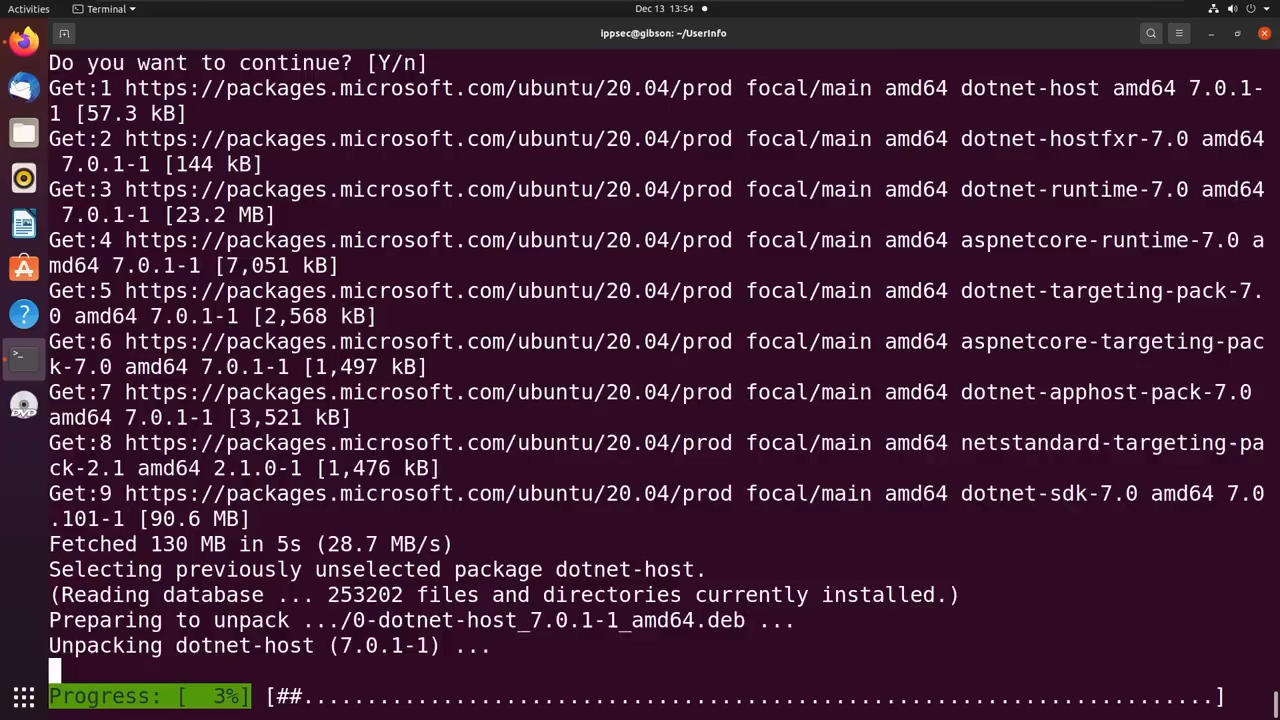 Activities
Terminal
Dec 13 13:54
ippsec@gibson: ~/UserInfo
Do you want to continue? [Y/n]
Get:1 https://packages.microsoft.com/ubuntu/20.04/prod focal/main amd64 dotnet-host amd64 7.0.1-
1 [57.3 kB]
Get:2 https://packages.microsoft.com/ubuntu/20.04/prod focal/main amd64 dotnet-hostfxr-7.0 amd64
 7.0.1-1 [144 kB]
Get:3 https://packages.microsoft.com/ubuntu/20.04/prod focal/main amd64 dotnet-runtime-7.0 amd64
 7.0.1-1 [23.2 MB]
Get:4 https://packages.microsoft.com/ubuntu/20.04/prod focal/main amd64 aspnetcore-runtime-7.0 a
md64 7.0.1-1 [7,051 kB]
Get:5 https://packages.microsoft.com/ubuntu/20.04/prod focal/main amd64 dotnet-targeting-pack-7.
0 amd64 7.0.1-1 [2,568 kB]
Get:6 https://packages.microsoft.com/ubuntu/20.04/prod focal/main amd64 aspnetcore-targeting-pac
k-7.0 amd64 7.0.1-1 [1,497 kB]
Get:7 https://packages.microsoft.com/ubuntu/20.04/prod focal/main amd64 dotnet-apphost-pack-7.0
amd64 7.0.1-1 [3,521 kB]
Get:8 https://packages.microsoft.com/ubuntu/20.04/prod focal/main amd64 netstandard-targeting-pa
ck-2.1 amd64 2.1.0-1 [1,476 kB]
Get:9 https://packages.microsoft.com/ubuntu/20.04/prod focal/main amd64 dotnet-sdk-7.0 amd64 7.0
.101-1 [90.6 MB]
Fetched 130 MB in 5s (28.7 MB/s)
Selecting previously unselected package dotnet-host.
(Reading database ... 253202 files and directories currently installed.)
Preparing to unpack .../0-dotnet-host_7.0.1-1_amd64.deb ...
Unpacking dotnet-host (7.0.1-1) ...
Progress: [  3%] [##........................................................................]